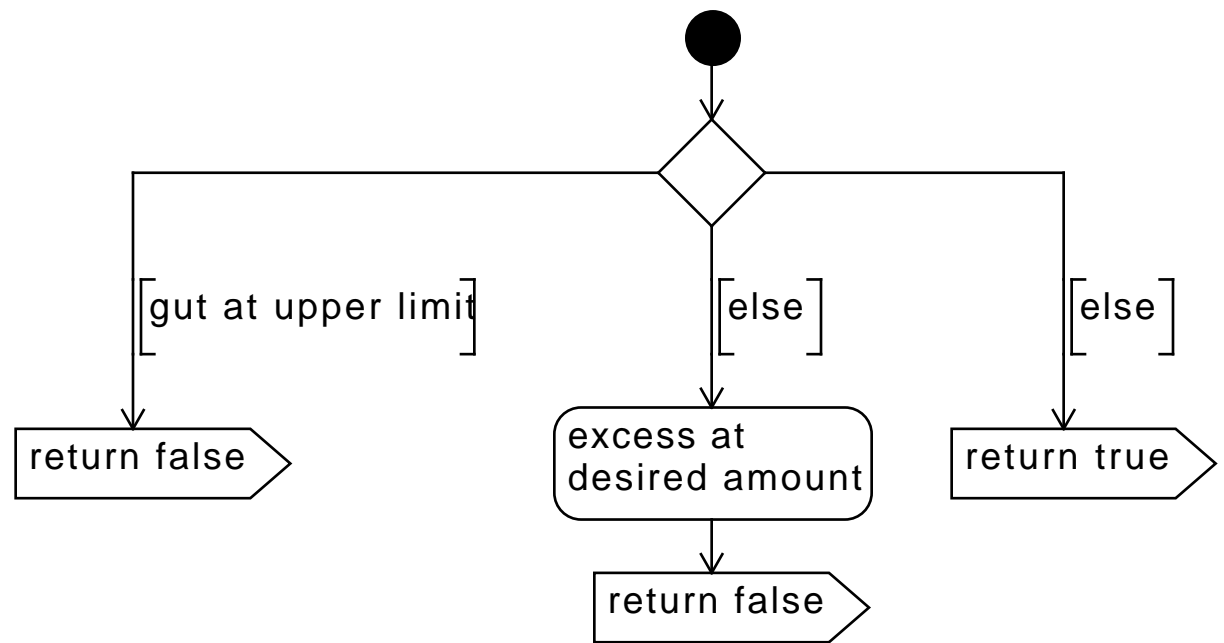 [gut at upper limit]
[else]
[else]
return false
excess at
desired amount
return true
return false